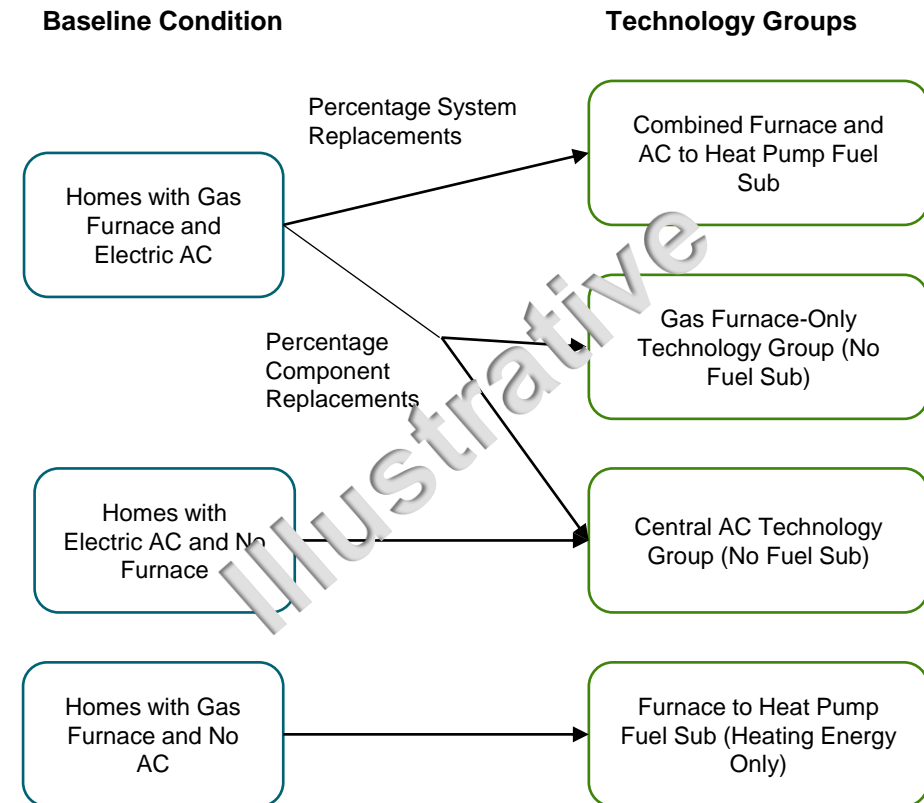 Baseline Condition
Technology Groups
Percentage System
Replacements
Combined Furnace and
AC to Heat Pump Fuel
Sub
Homes with Gas
Furnace and
Electric AC
Gas Furnace-Only
Technology Group (No
Fuel Sub)
Percentage
Component
Replacements
Illustrative
Homes with
Electric AC and No
Furnace
Central AC Technology
Group (No Fuel Sub)
Homes with Gas
Furnace and No
AC
Furnace to Heat Pump
Fuel Sub (Heating Energy
Only)